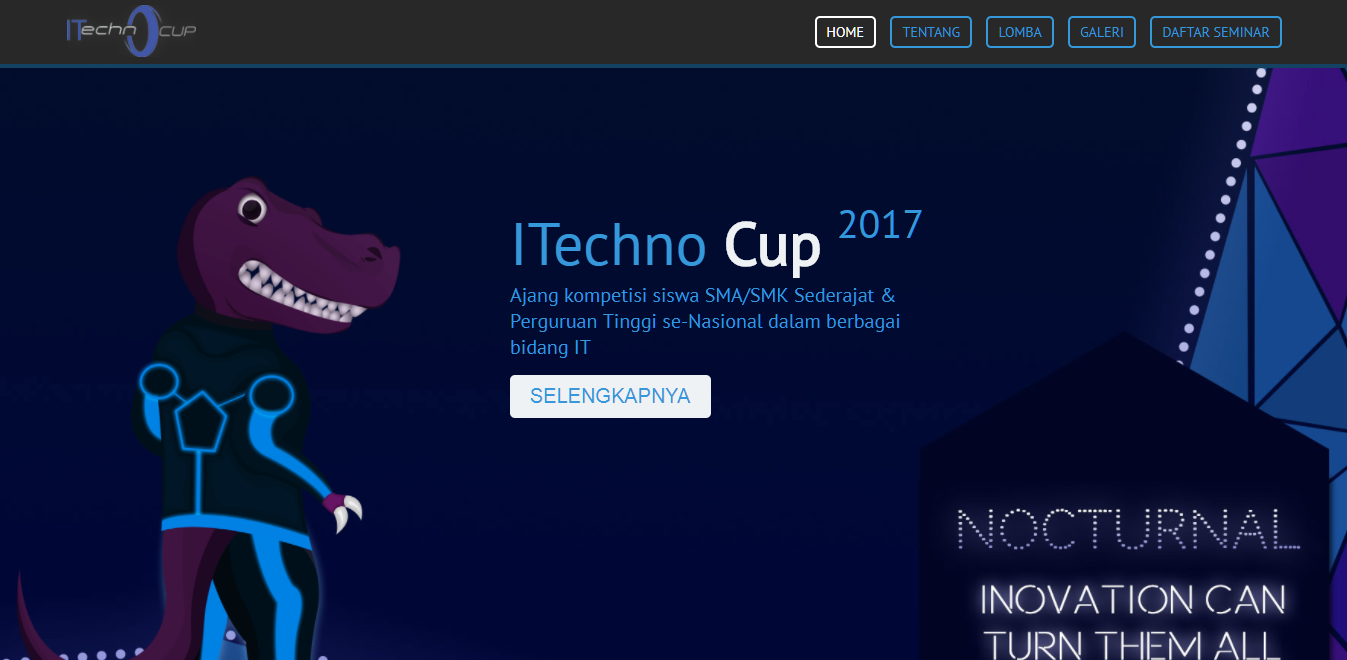 ITechno Cup
HOME
TENTANG
LOMBA
GALERI
DAFTAR SEMINAR
ITechno Cup 2017
Ajang kompetisi siswa SMA/SMK Sederajat &
Perguruan Tinggi se-Nasional dalam berbagai
bidang IT
SELENGKAPNYA
NOCTURNAL
INOVATION CAN
TURN THEM ALL